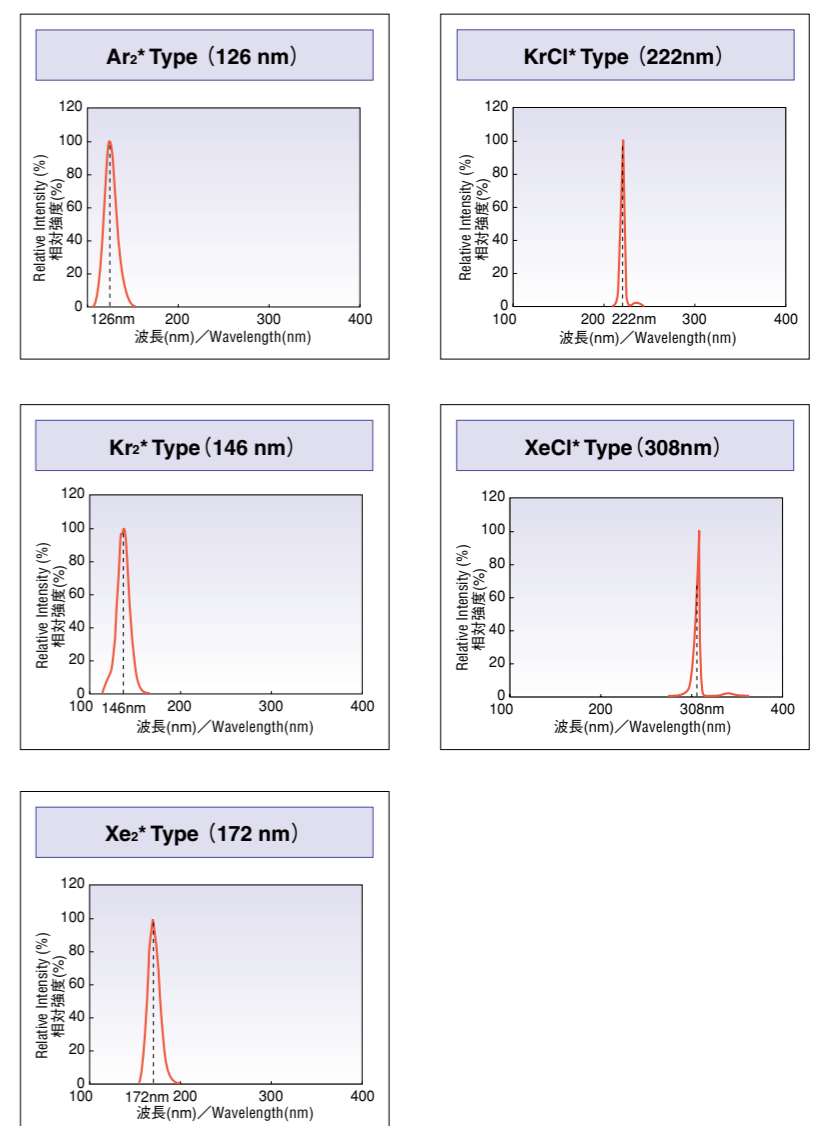 Ar₂* Type（126 nm）
120
100
80
60
40
20
0
Relative Intensity (%)
相対強度(%)
126nm 200 300 400
波長(nm)／Wavelength(nm)
KrCl* Type（222nm）
120
100
80
60
40
20
0
Relative Intensity (%)
相対強度(%)
100 200 222nm 300 400
波長(nm)／Wavelength(nm)
Kr₂* Type（146 nm）
120
100
80
60
40
20
0
Relative Intensity (%)
相対強度(%)
100 146nm 200 300 400
波長(nm)／Wavelength(nm)
XeCl* Type（308nm）
120
100
80
60
40
20
0
Relative Intensity (%)
相対強度(%)
100 200 308nm 400
波長(nm)／Wavelength(nm)
Xe₂* Type（172 nm）
120
100
80
60
40
20
0
Relative Intensity (%)
相対強度(%)
100 172nm 200 300 400
波長(nm)／Wavelength(nm)